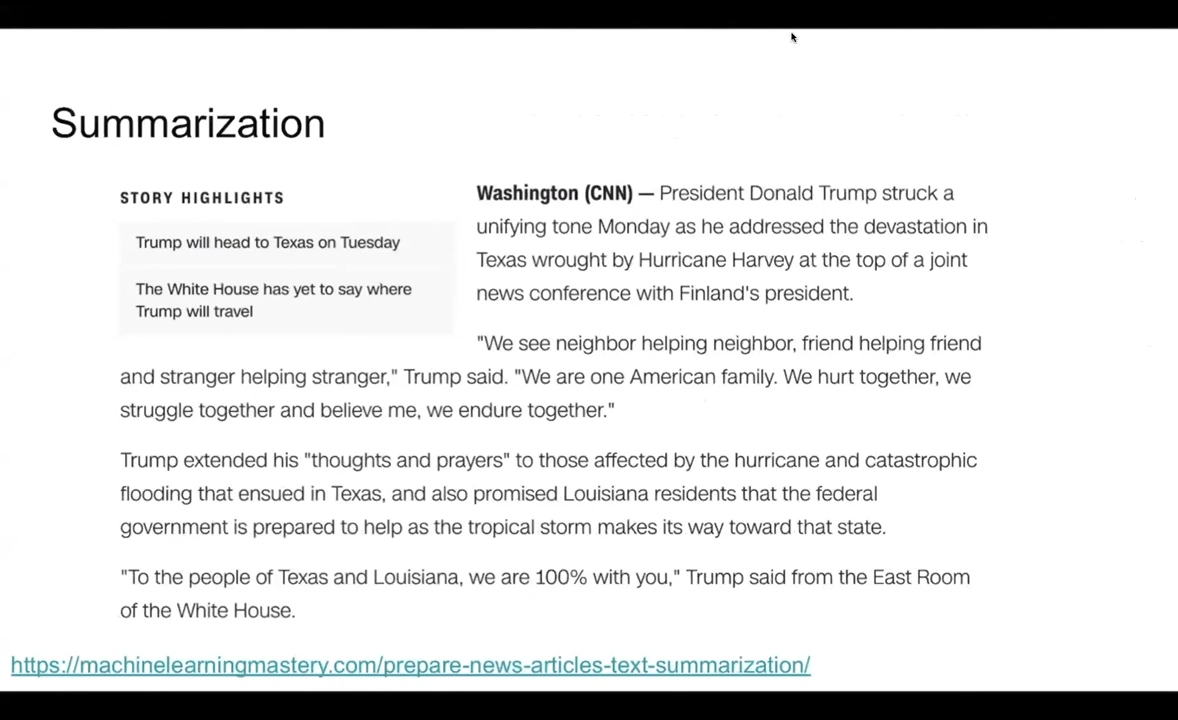 Summarization
STORY HIGHLIGHTS
Trump will head to Texas on Tuesday
The White House has yet to say where
Trump will travel
Washington (CNN) — President Donald Trump struck a
unifying tone Monday as he addressed the devastation in
Texas wrought by Hurricane Harvey at the top of a joint
news conference with Finland's president.
"We see neighbor helping neighbor, friend helping friend
and stranger helping stranger," Trump said. "We are one American family. We hurt together, we
struggle together and believe me, we endure together."
Trump extended his "thoughts and prayers" to those affected by the hurricane and catastrophic
flooding that ensued in Texas, and also promised Louisiana residents that the federal
government is prepared to help as the tropical storm makes its way toward that state.
"To the people of Texas and Louisiana, we are 100% with you," Trump said from the East Room
of the White House.
https://machinelearningmastery.com/prepare-news-articles-text-summarization/